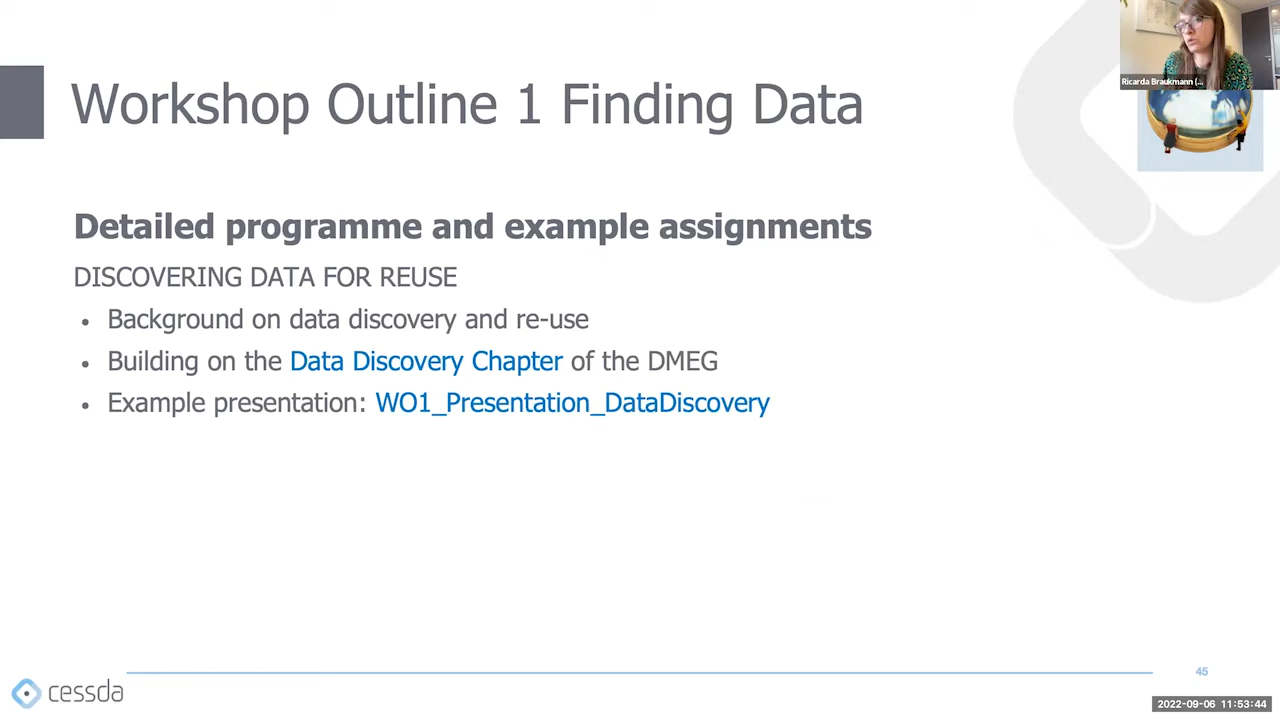 Workshop Outline 1 Finding Data
Ricarda Braukmann (...
Detailed programme and example assignments
DISCOVERING DATA FOR REUSE
• Background on data discovery and re-use
• Building on the Data Discovery Chapter of the DMEG
• Example presentation: WO1_Presentation_DataDiscovery
45
cessda
2022-09-06 11:53:44